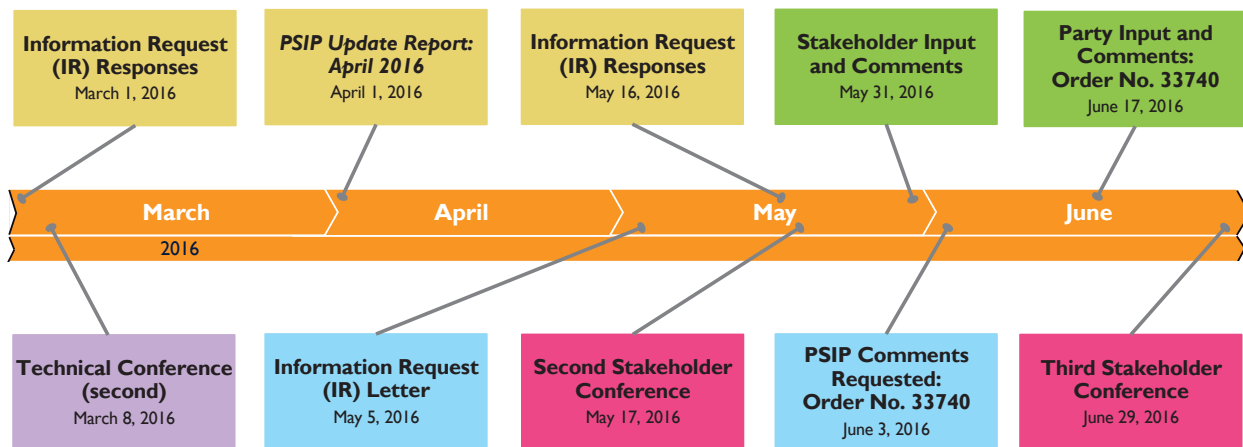 Information Request
(IR) Responses
March 1, 2016
PSIP Update Report:
April 2016
April 1, 2016
Information Request
(IR) Responses
May 16, 2016
Stakeholder Input
and Comments
May 31, 2016
Party Input and
Comments:
Order No. 33740
June 17, 2016
March
April
May
June
2016
Technical Conference
(second)
March 8, 2016
Information Request
(IR) Letter
May 5, 2016
Second Stakeholder
Conference
May 17, 2016
PSIP Comments
Requested:
Order No. 33740
June 3, 2016
Third Stakeholder
Conference
June 29, 2016